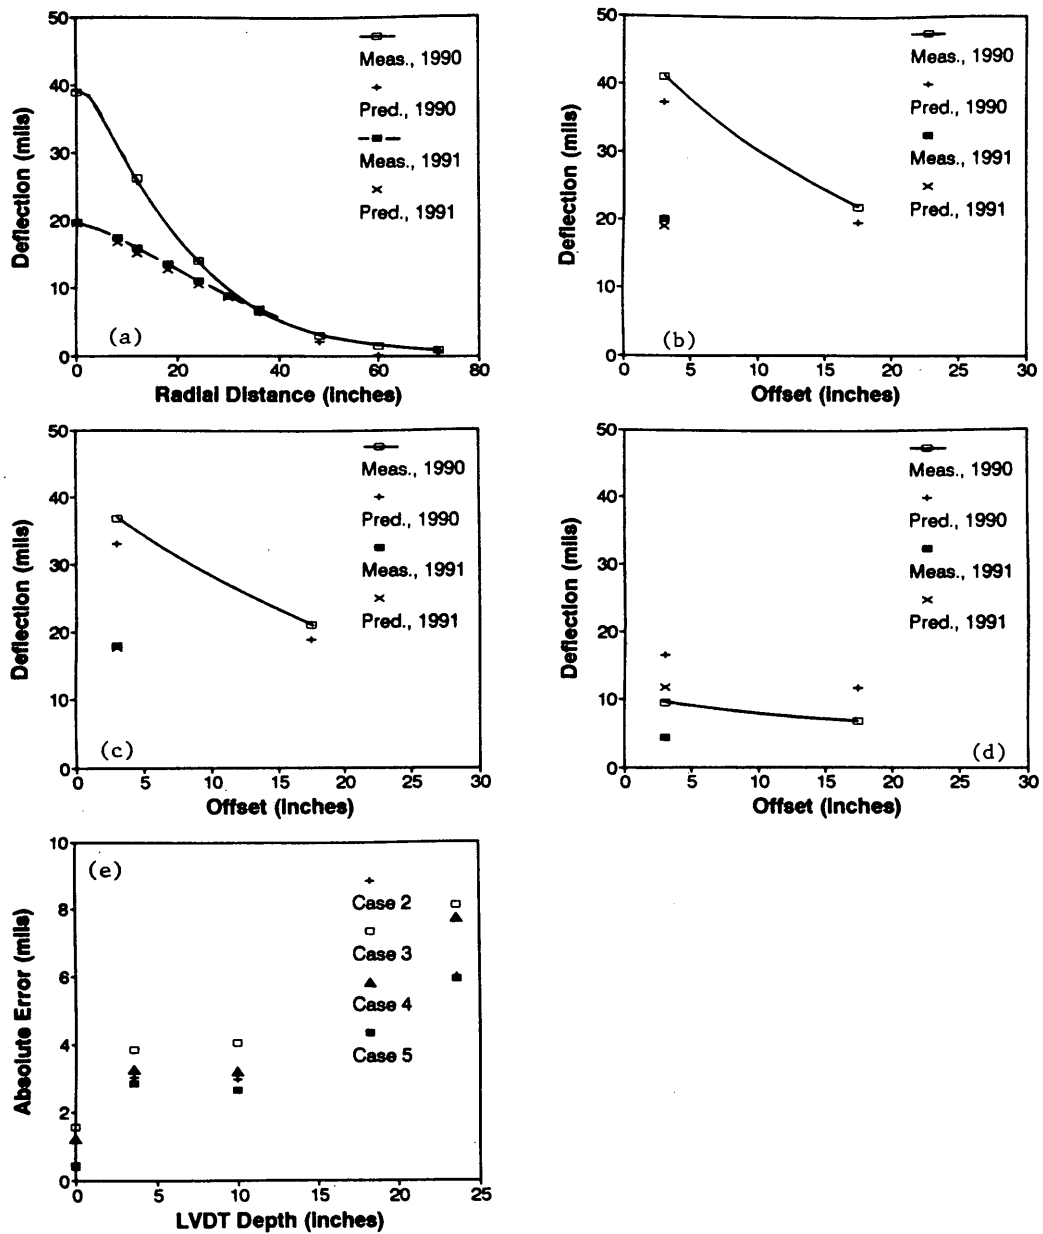 50
40
30
20
10
0
Deflection (mils)
Meas., 1990
Pred., 1990
Meas., 1991
Pred., 1991
(a)
0 20 40 60 80
Radial Distance (inches)
50
40
30
20
10
0
Deflection (mils)
Meas., 1990
Pred., 1990
Meas., 1991
Pred., 1991
(b)
0 5 10 15 20 25 30
Offset (inches)
50
40
30
20
10
0
Deflection (mils)
Meas., 1990
Pred., 1990
Meas., 1991
Pred., 1991
(c)
0 5 10 15 20 25 30
Offset (inches)
50
40
30
20
10
0
Deflection (mils)
Meas., 1990
Pred., 1990
Meas., 1991
Pred., 1991
(d)
0 5 10 15 20 25 30
Offset (inches)
10
8
6
4
2
0
Absolute Error (mils)
(e)
Case 2
Case 3
Case 4
Case 5
0 5 10 15 20 25
LVDT Depth (inches)